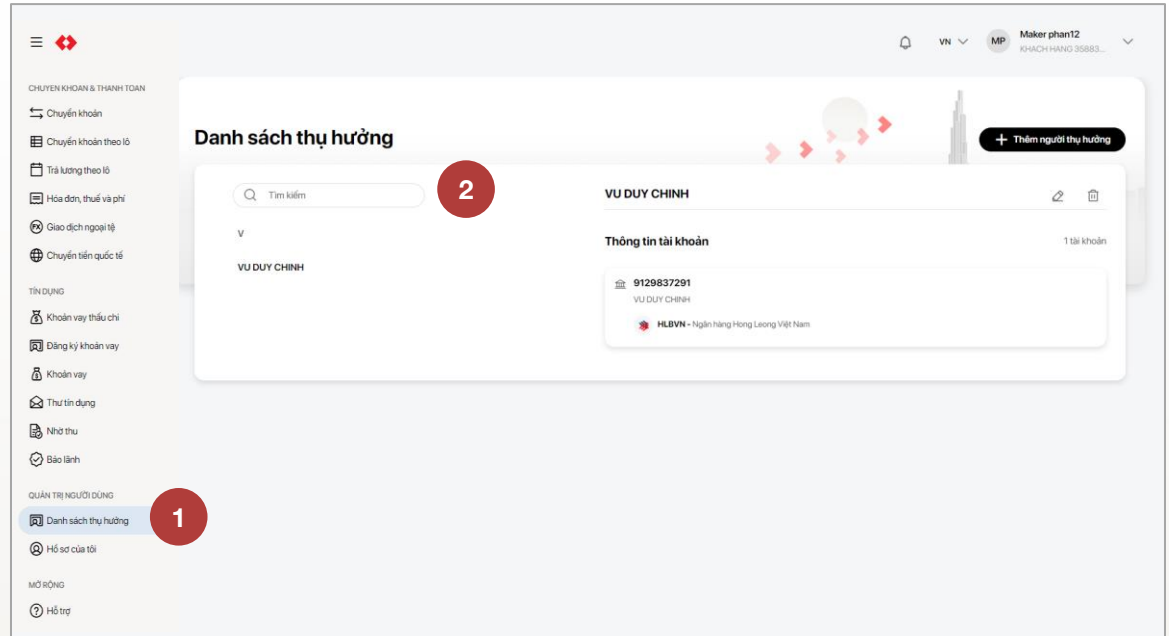 VN
MP
Maker phan12
KHACH HANG 35883...
CHUYỂN KHOẢN & THANH TOÁN
Chuyển khoản
Chuyển khoản theo lô
Trả lương theo lô
Hóa đơn, thuế và phí
FX
Giao dịch ngoại tệ
Chuyển tiền quốc tế
TÍN DỤNG
Khoản vay thấu chi
Đăng ký khoản vay
Khoản vay
Thư tín dụng
Nhờ thu
Bảo lãnh
QUẢN TRỊ NGƯỜI DÙNG
Danh sách thụ hưởng
1
Hồ sơ của tôi
MỞ RỘNG
Hỗ trợ
Danh sách thụ hưởng
Thêm người thụ hưởng
Tìm kiếm
2
V
VU DUY CHINH
VU DUY CHINH
Thông tin tài khoản
1 tài khoản
9129837291
VU DUY CHINH
HLBVN - Ngân hàng Hong Leong Việt Nam